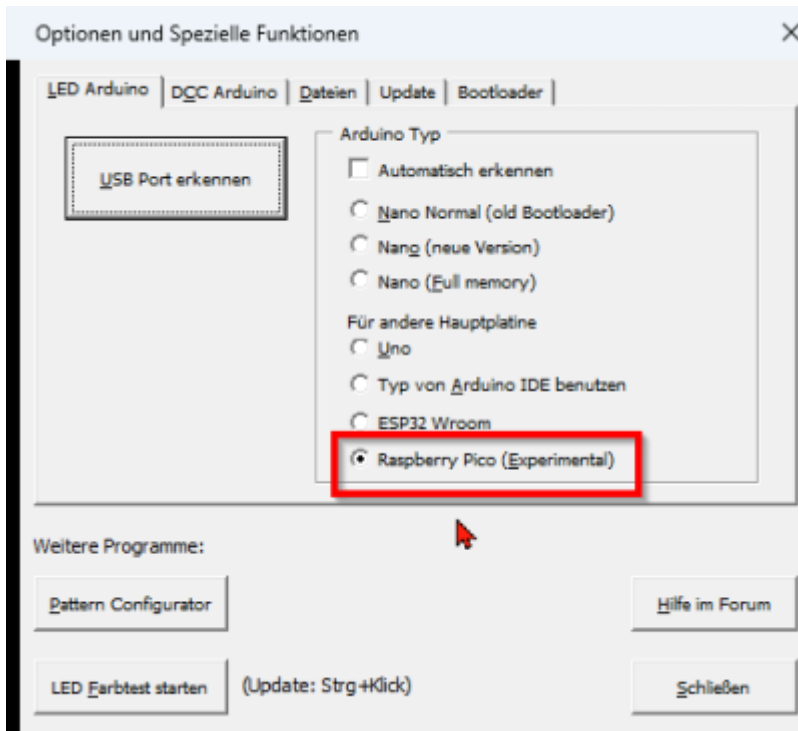 Optionen und Spezielle Funktionen
LED Arduino
DCC Arduino
Dateien
Update
Bootloader
USB Port erkennen
Arduino Typ
Automatisch erkennen
Nano Normal (old Bootloader)
Nano (neue Version)
Nano (Full memory)
Für andere Hauptplatine
Uno
Typ von Arduino IDE benutzen
ESP32 Wroom
Raspberry Pico (Experimental)
Weitere Programme:
Pattern Configurator
Hilfe im Forum
LED Farbtest starten
(Update: Strg+Klick)
Schließen